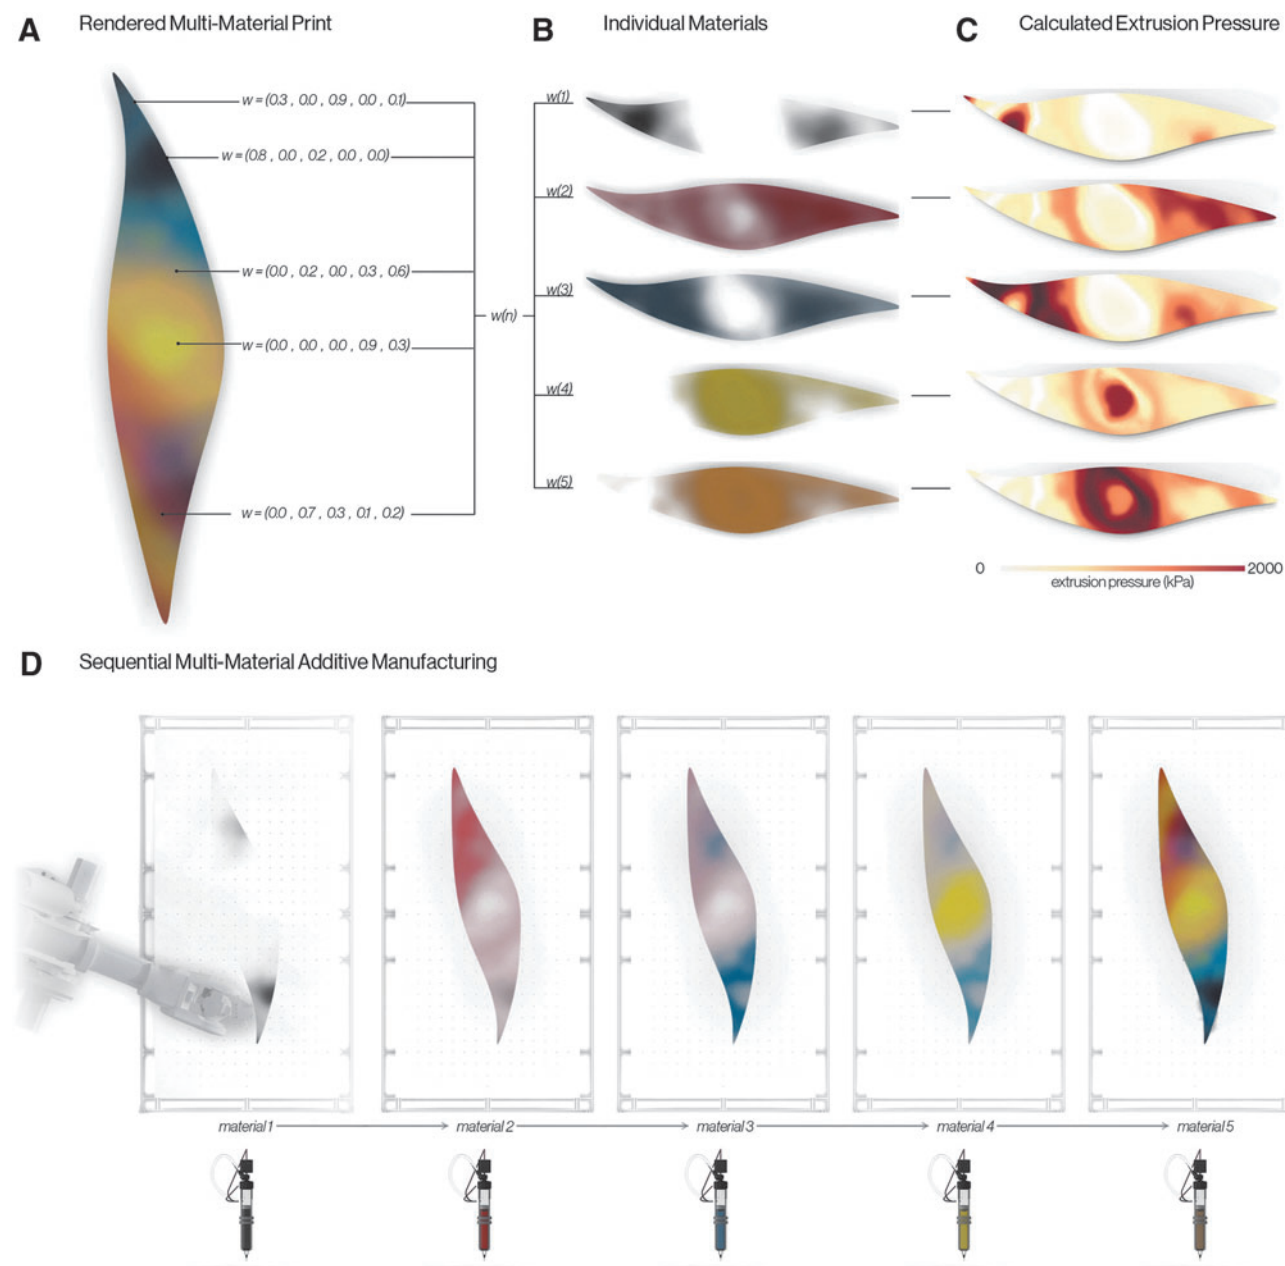 A Rendered Multi-Material Print
B Individual Materials
C Calculated Extrusion Pressure
w = (0.3 , 0.0 , 0.9 , 0.0 , 0.1)
w = (0.8 , 0.0 , 0.2 , 0.0 , 0.0)
w = (0.0 , 0.2 , 0.0 , 0.3 , 0.6)
w = (0.0 , 0.0 , 0.0 , 0.9 , 0.3)
w = (0.0 , 0.7 , 0.3 , 0.1 , 0.2)
w(n)
w(1)
w(2)
w(3)
w(4)
w(5)
0 2000
extrusion pressure (kPa)
D Sequential Multi-Material Additive Manufacturing
material 1 material 2 material 3 material 4 material 5